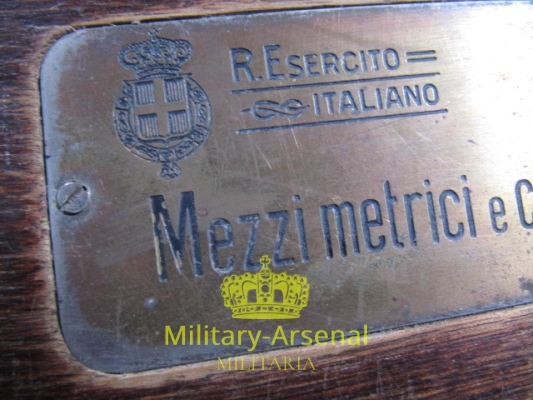 R. ESERCITO
ITALIANO
Mezzi metrici e C
Military-Arsenal
MILITARIA